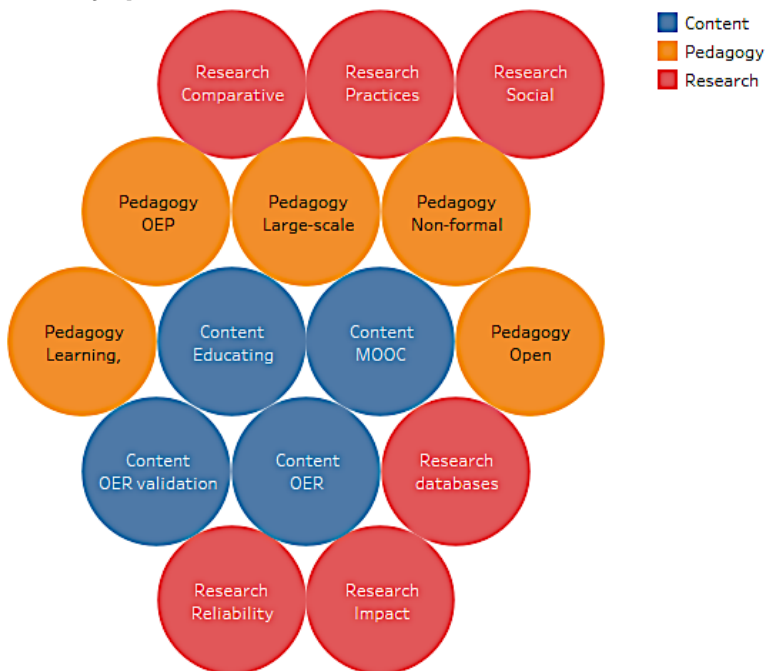 Content
Pedagogy
Research
Research
Comparative
Research
Practices
Research
Social
Pedagogy
OEP
Pedagogy
Large-scale
Pedagogy
Non-formal
Pedagogy
Learning,
Content
Educating
Content
MOOC
Pedagogy
Open
Content
OER validation
Content
OER
Research
databases
Research
Reliability
Research
Impact